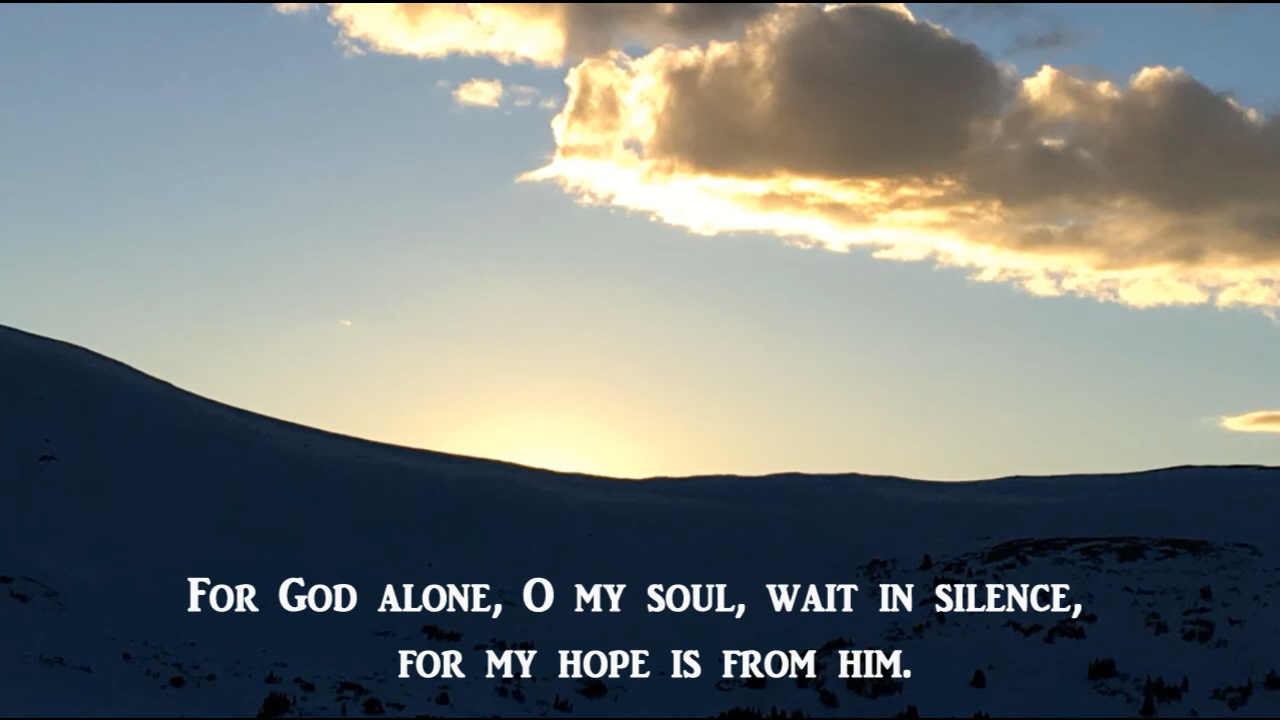 For God alone, O my soul, wait in silence,
for my hope is from him.